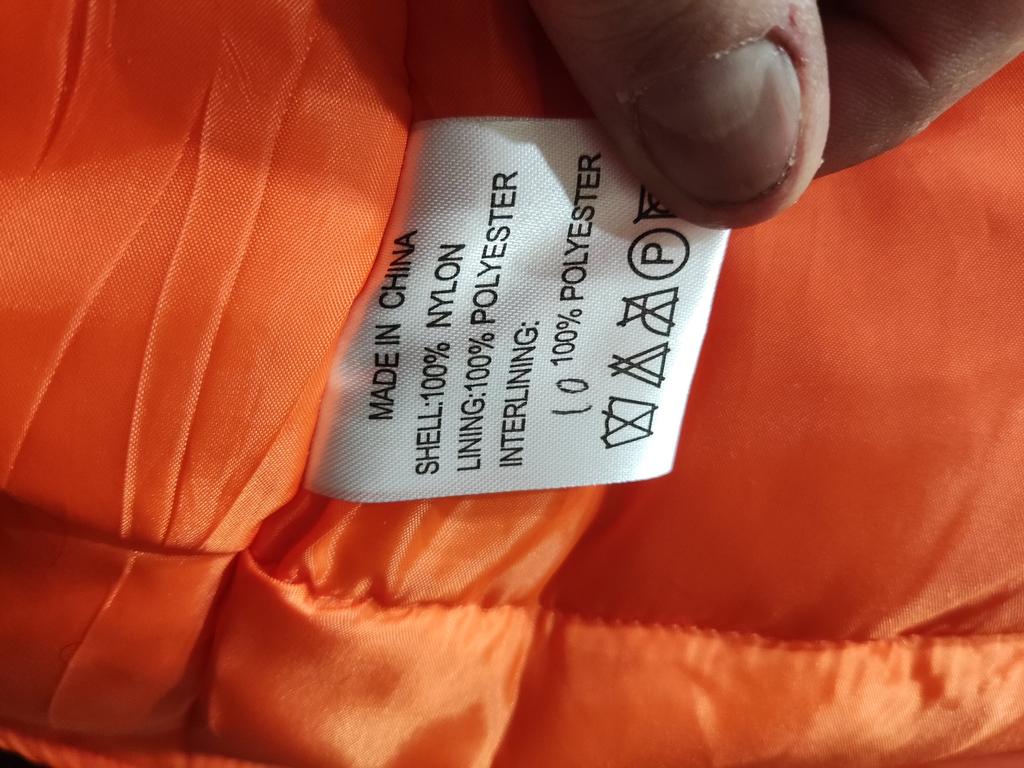 MADE IN CHINA
SHELL:100% NYLON
LINING:100% POLYESTER
INTERLINING:
100% POLYESTER
P